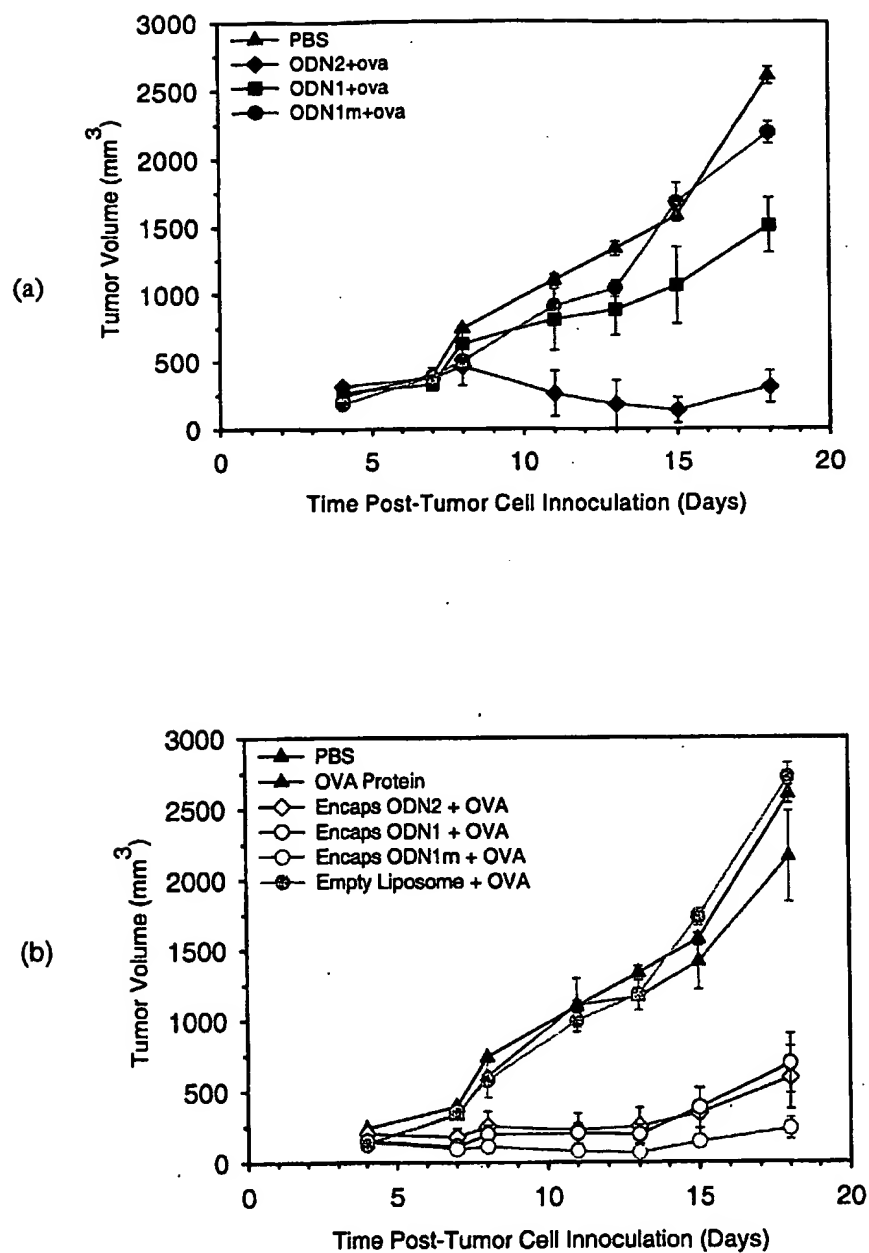 (a)
PBS
ODN2+ova
ODN1+ova
ODN1m+ova
Tumor Volume (mm3)
3000
2500
2000
1500
1000
500
0
0 5 10 15 20
Time Post-Tumor Cell Innoculation (Days)
(b)
PBS
OVA Protein
Encaps ODN2 + OVA
Encaps ODN1 + OVA
Encaps ODN1m + OVA
Empty Liposome + OVA
Tumor Volume (mm3)
3000
2500
2000
1500
1000
500
0
0 5 10 15 20
Time Post-Tumor Cell Innoculation (Days)